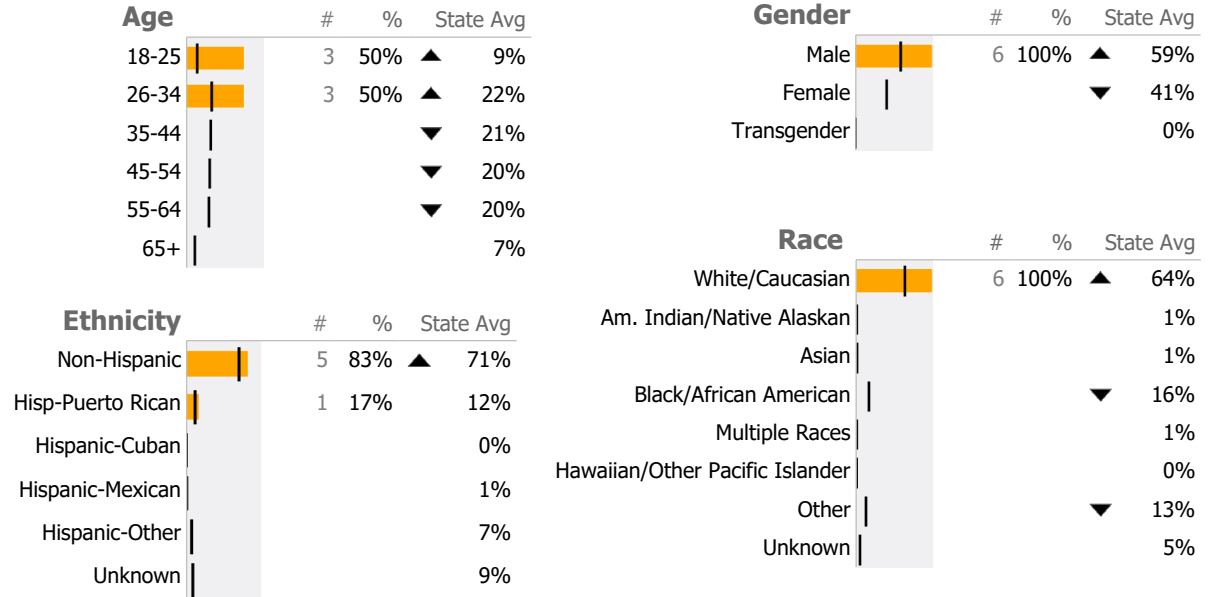 Age # % State Avg
18-25 3 50% ▲ 9%
26-34 3 50% ▲ 22%
35-44 ▼ 21%
45-54 ▼ 20%
55-64 ▼ 20%
65+ 7%
Ethnicity # % State Avg
Non-Hispanic 5 83% ▲ 71%
Hisp-Puerto Rican 1 17% 12%
Hispanic-Cuban 0%
Hispanic-Mexican 1%
Hispanic-Other 7%
Unknown 9%
Gender # % State Avg
Male 6 100% ▲ 59%
Female ▼ 41%
Transgender 0%
Race # % State Avg
White/Caucasian 6 100% ▲ 64%
Am. Indian/Native Alaskan 1%
Asian 1%
Black/African American ▼ 16%
Multiple Races 1%
Hawaiian/Other Pacific Islander 0%
Other ▼ 13%
Unknown 5%